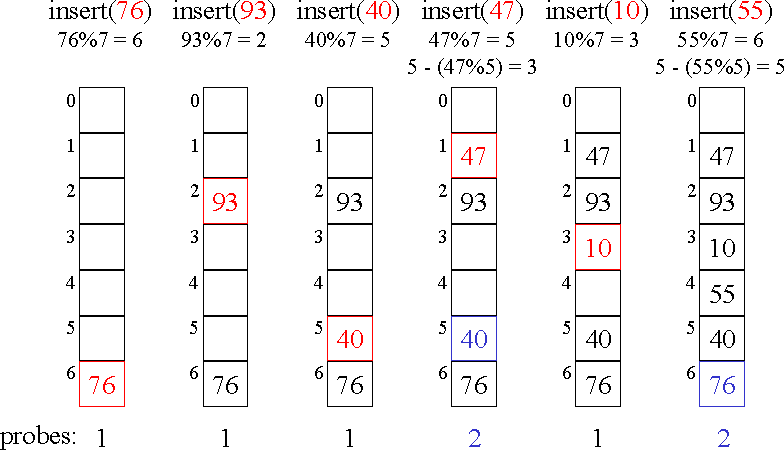 insert(76) insert(93) insert(40) insert(47) insert(10) insert(55)
76%7 = 6 93%7 = 2 40%7 = 5 47%7 = 5 10%7 = 3 55%7 = 6
5 - (47%5) = 3 5 - (55%5) = 5
0 0 0 0 0 0
1 1 1 1 47 1 47 1 47
2 2 93 2 93 2 93 2 93 2 93
3 3 3 3 3 10 3 10
4 4 4 4 4 4 55
5 5 5 40 5 40 5 40 5 40
6 76 6 76 6 76 6 76 6 76 6 76
probes: 1 1 1 2 1 2